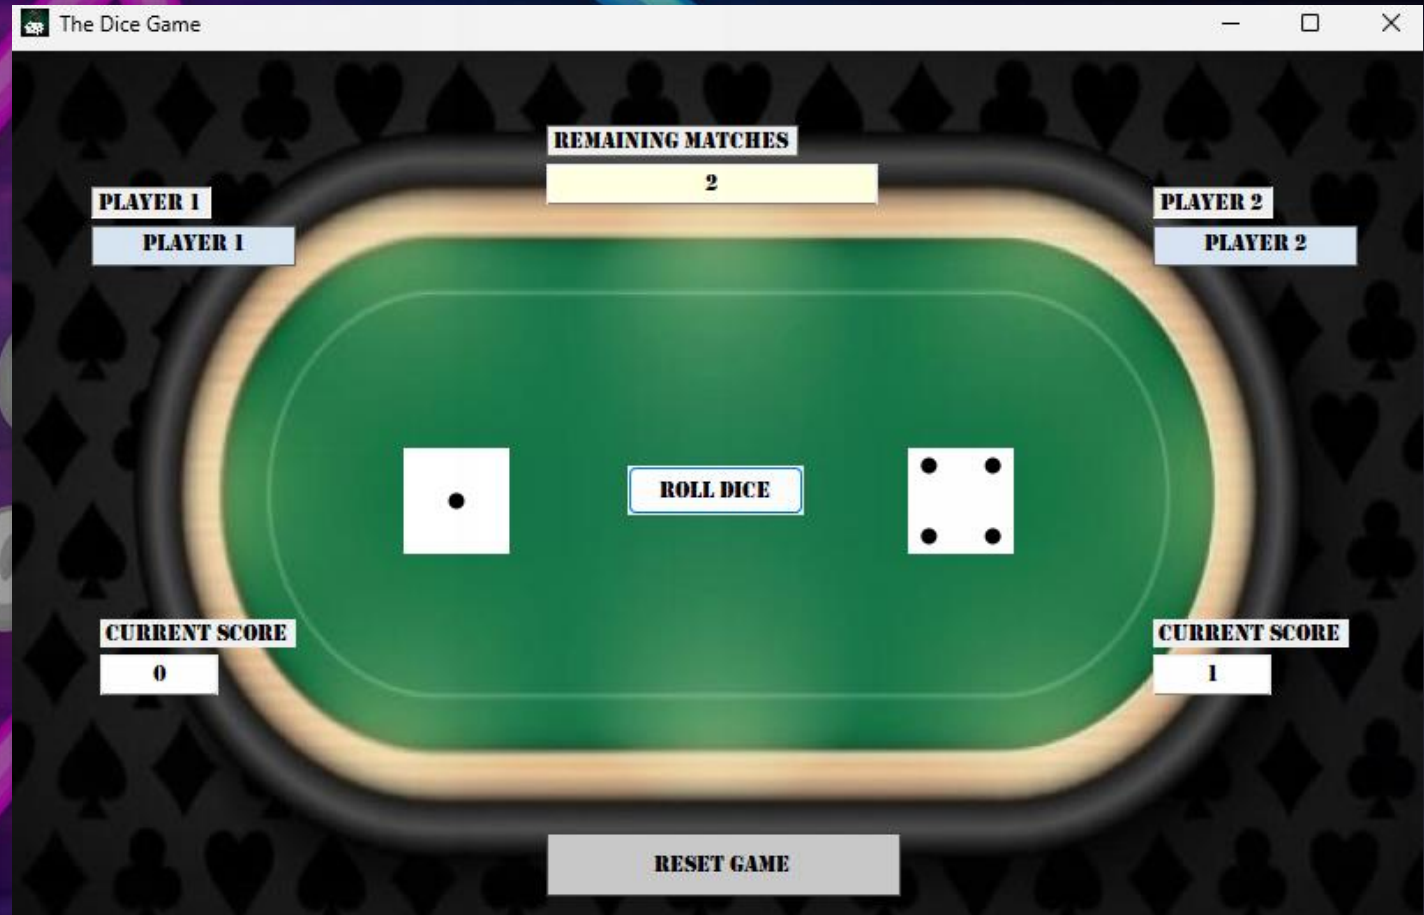 The Dice Game
REMAINING MATCHES
2
PLAYER 1
PLAYER 1
PLAYER 2
PLAYER 2
ROLL DICE
CURRENT SCORE
0
CURRENT SCORE
1
RESET GAME